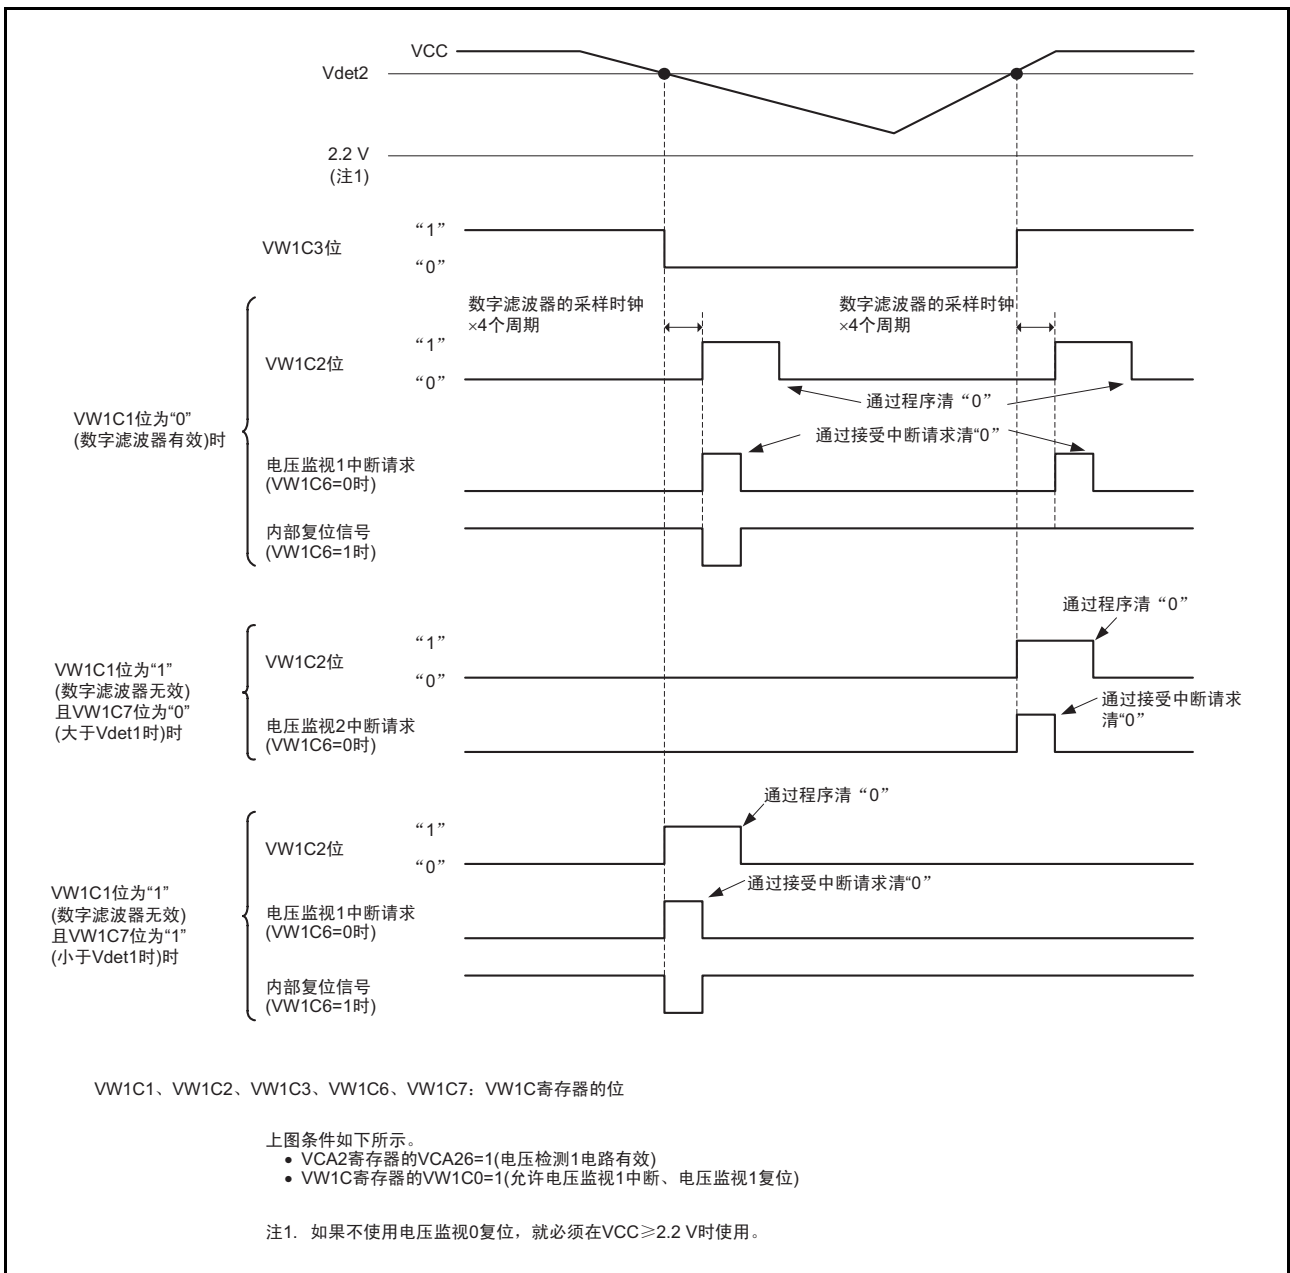 VCC
Vdet2
2.2 V
(注1)
VW1C3位
“1”
“0”
数字滤波器的采样时钟
×4个周期
数字滤波器的采样时钟
×4个周期
VW1C1位为“0”
(数字滤波器有效)时
VW1C2位
“1”
“0”
通过程序清“0”
电压监视1中断请求
(VW1C6=0时)
通过接受中断请求清“0”
内部复位信号
(VW1C6=1时)
VW1C1位为“1”
(数字滤波器无效)
且VW1C7位为“0”
(大于Vdet1时)时
VW1C2位
“1”
“0”
通过程序清“0”
电压监视2中断请求
(VW1C6=0时)
通过接受中断请求
清“0”
VW1C1位为“1”
(数字滤波器无效)
且VW1C7位为“1”
(小于Vdet1时)时
VW1C2位
“1”
“0”
通过程序清“0”
电压监视1中断请求
(VW1C6=0时)
通过接受中断请求清“0”
内部复位信号
(VW1C6=1时)
VW1C1、VW1C2、VW1C3、VW1C6、VW1C7：VW1C寄存器的位
上图条件如下所示。
● VCA2寄存器的VCA26=1(电压检测1电路有效)
● VW1C寄存器的VW1C0=1(允许电压监视1中断、电压监视1复位)
注1. 如果不使用电压监视0复位，就必须在VCC≧2.2 V时使用。